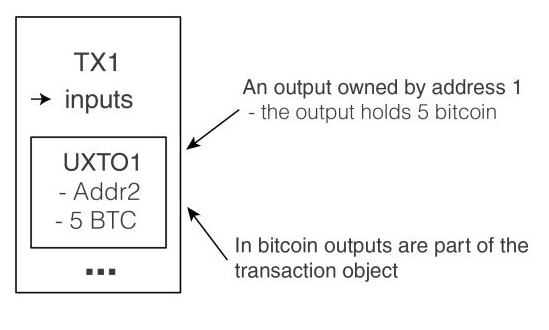 TX1
inputs
UXTO1
- Addr2
- 5 BTC
...
An output owned by address 1
- the output holds 5 bitcoin
In bitcoin outputs are part of the
transaction object